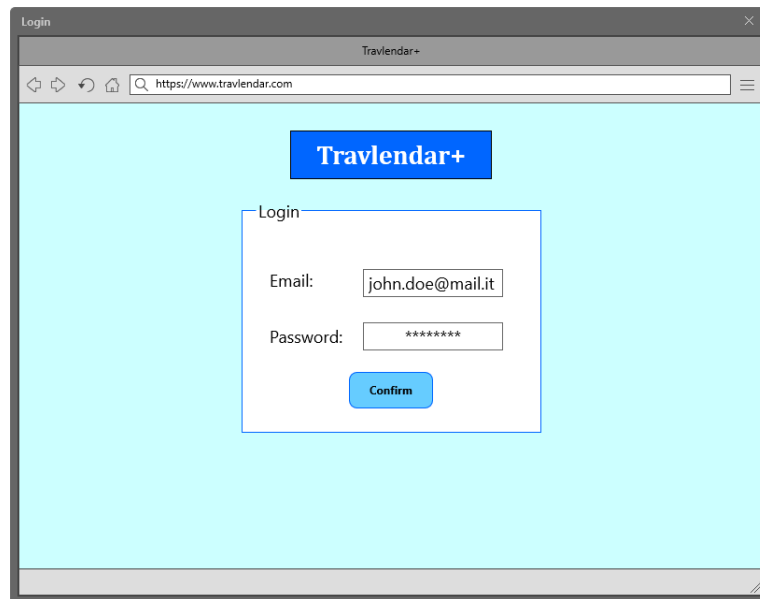 Login
Travlendar+
https://www.travlendar.com
Travlendar+
Login
Email:
john.doe@mail.it
Password:
********
Confirm